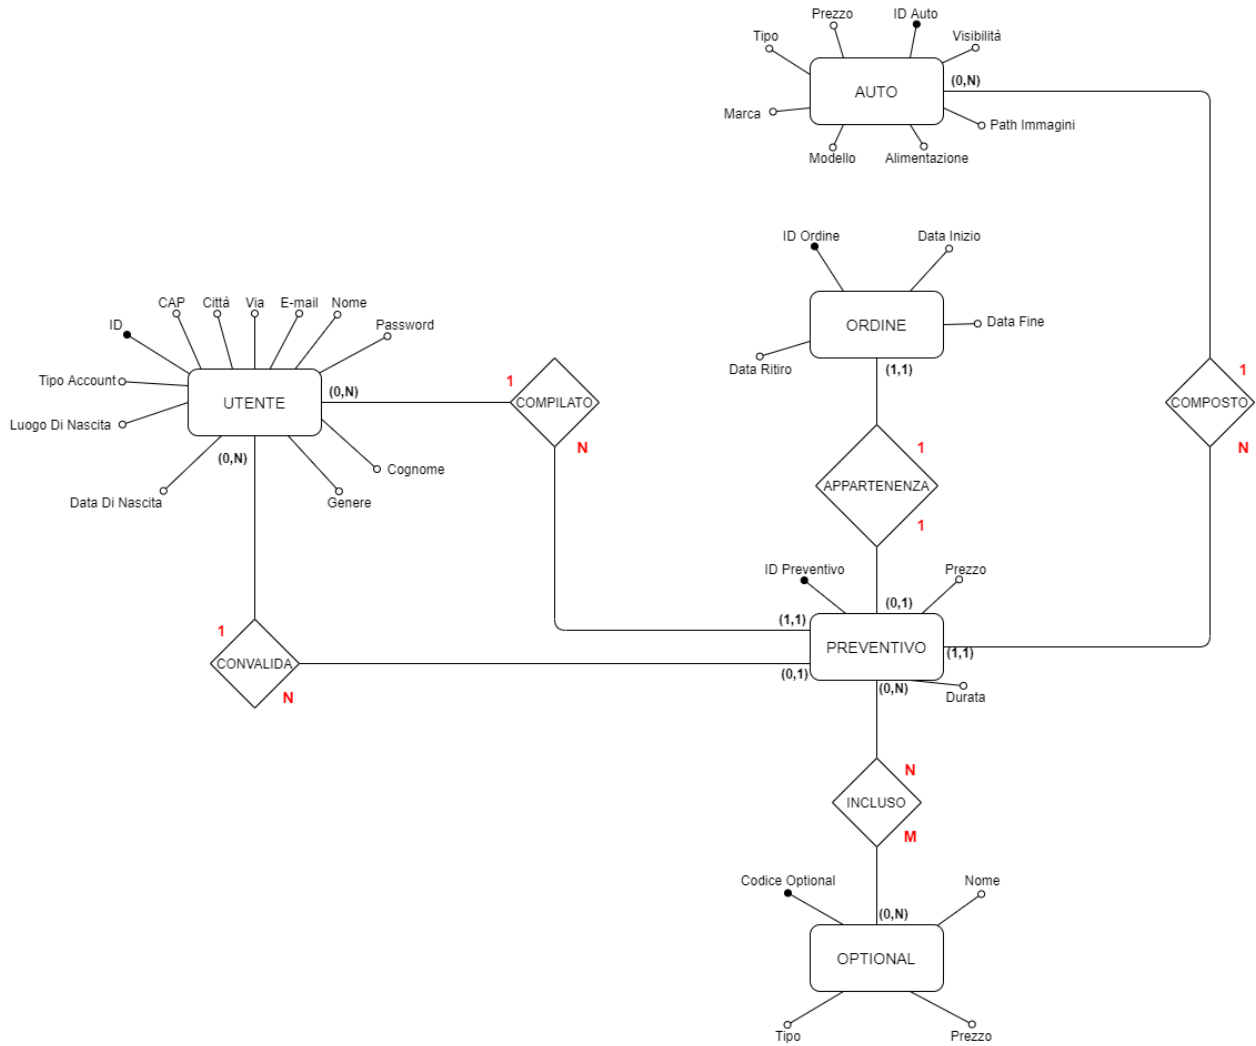 Prezzo
ID Auto
Tipo
Visibilità
(0,N)
AUTO
Marca
Path Immagini
Modello
Alimentazione
ID Ordine
Data Inizio
ORDINE
Data Fine
Data Ritiro
(1,1)
CAP
Città
Via
E-mail
Nome
ID
Password
Tipo Account
UTENTE
(0,N)
Luogo Di Nascita
(0,N)
Cognome
Data Di Nascita
Genere
1
COMPILATO
N
1
COMPOSTO
N
1
APPARTENENZA
1
ID Preventivo
Prezzo
(0,1)
(1,1)
PREVENTIVO
(1,1)
(0,1)
(0,N)
Durata
1
CONVALIDA
N
N
INCLUSO
M
Codice Optional
Nome
(0,N)
OPTIONAL
Tipo
Prezzo